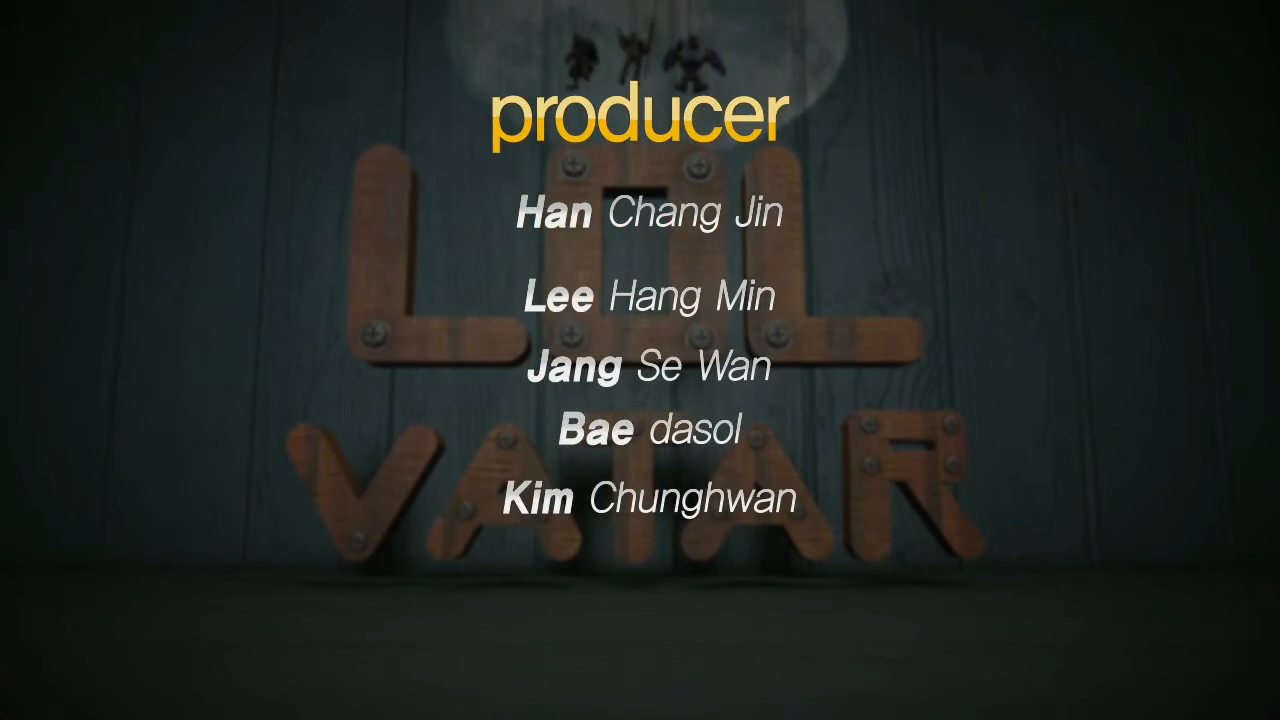 producer
Han Chang Jin
Lee Hang Min
Jang Se Wan
Bae dasol
Kim Chunghwan
LOL
VATAR